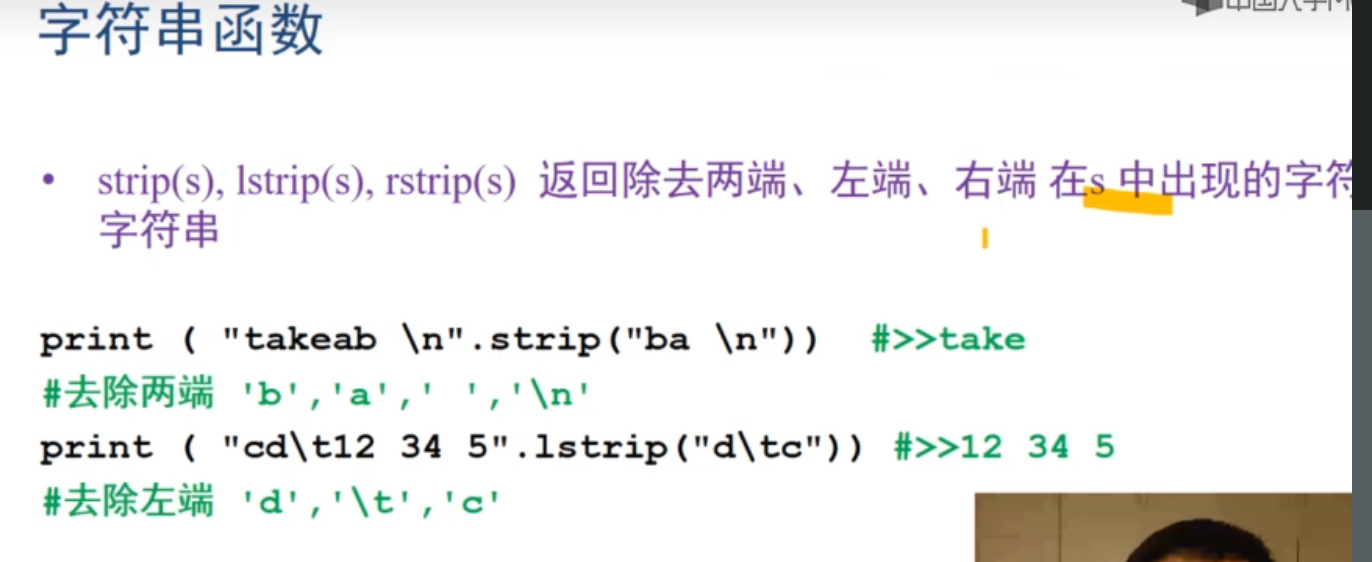 字符串函数
• strip(s), lstrip(s), rstrip(s) 返回除去两端、左端、右端 在s 中出现的字符
字符串
print ( "takeab \n".strip("ba \n")) #>>take
#去除两端 'b','a',' ','\n'
print ( "cd\t12 34 5".lstrip("d\tc")) #>>12 34 5
#去除左端 'd','\t','c'